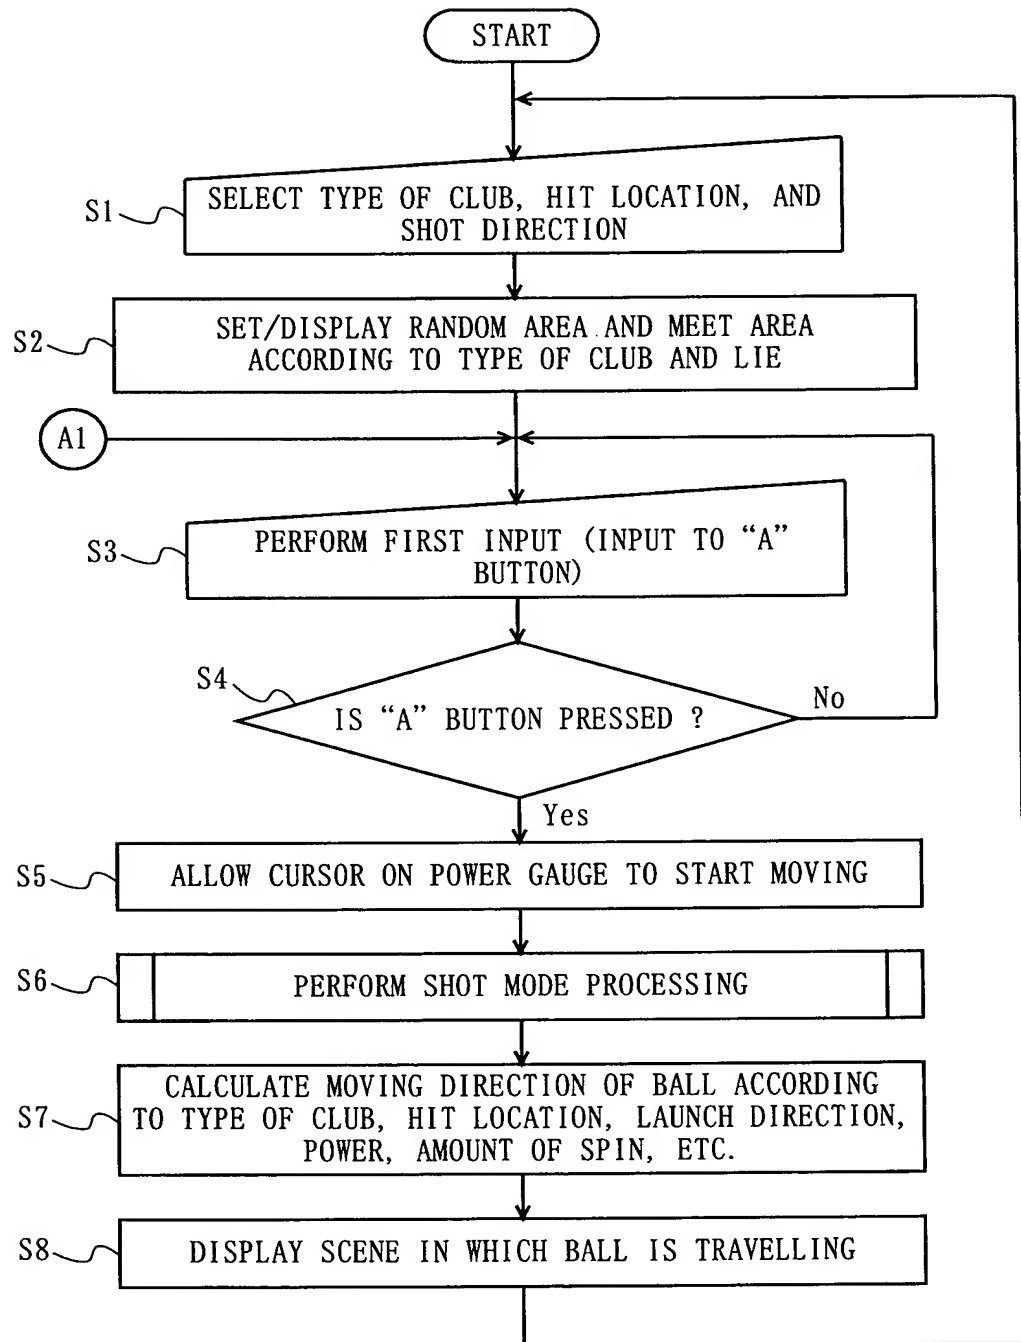 START
S1
SELECT TYPE OF CLUB, HIT LOCATION, AND
SHOT DIRECTION
S2
SET/DISPLAY RANDOM AREA AND MEET AREA
ACCORDING TO TYPE OF CLUB AND LIE
A1
S3
PERFORM FIRST INPUT (INPUT TO “A”
BUTTON)
S4
IS “A” BUTTON PRESSED ?
No
Yes
S5
ALLOW CURSOR ON POWER GAUGE TO START MOVING
S6
PERFORM SHOT MODE PROCESSING
S7
CALCULATE MOVING DIRECTION OF BALL ACCORDING
TO TYPE OF CLUB, HIT LOCATION, LAUNCH DIRECTION,
POWER, AMOUNT OF SPIN, ETC.
S8
DISPLAY SCENE IN WHICH BALL IS TRAVELLING